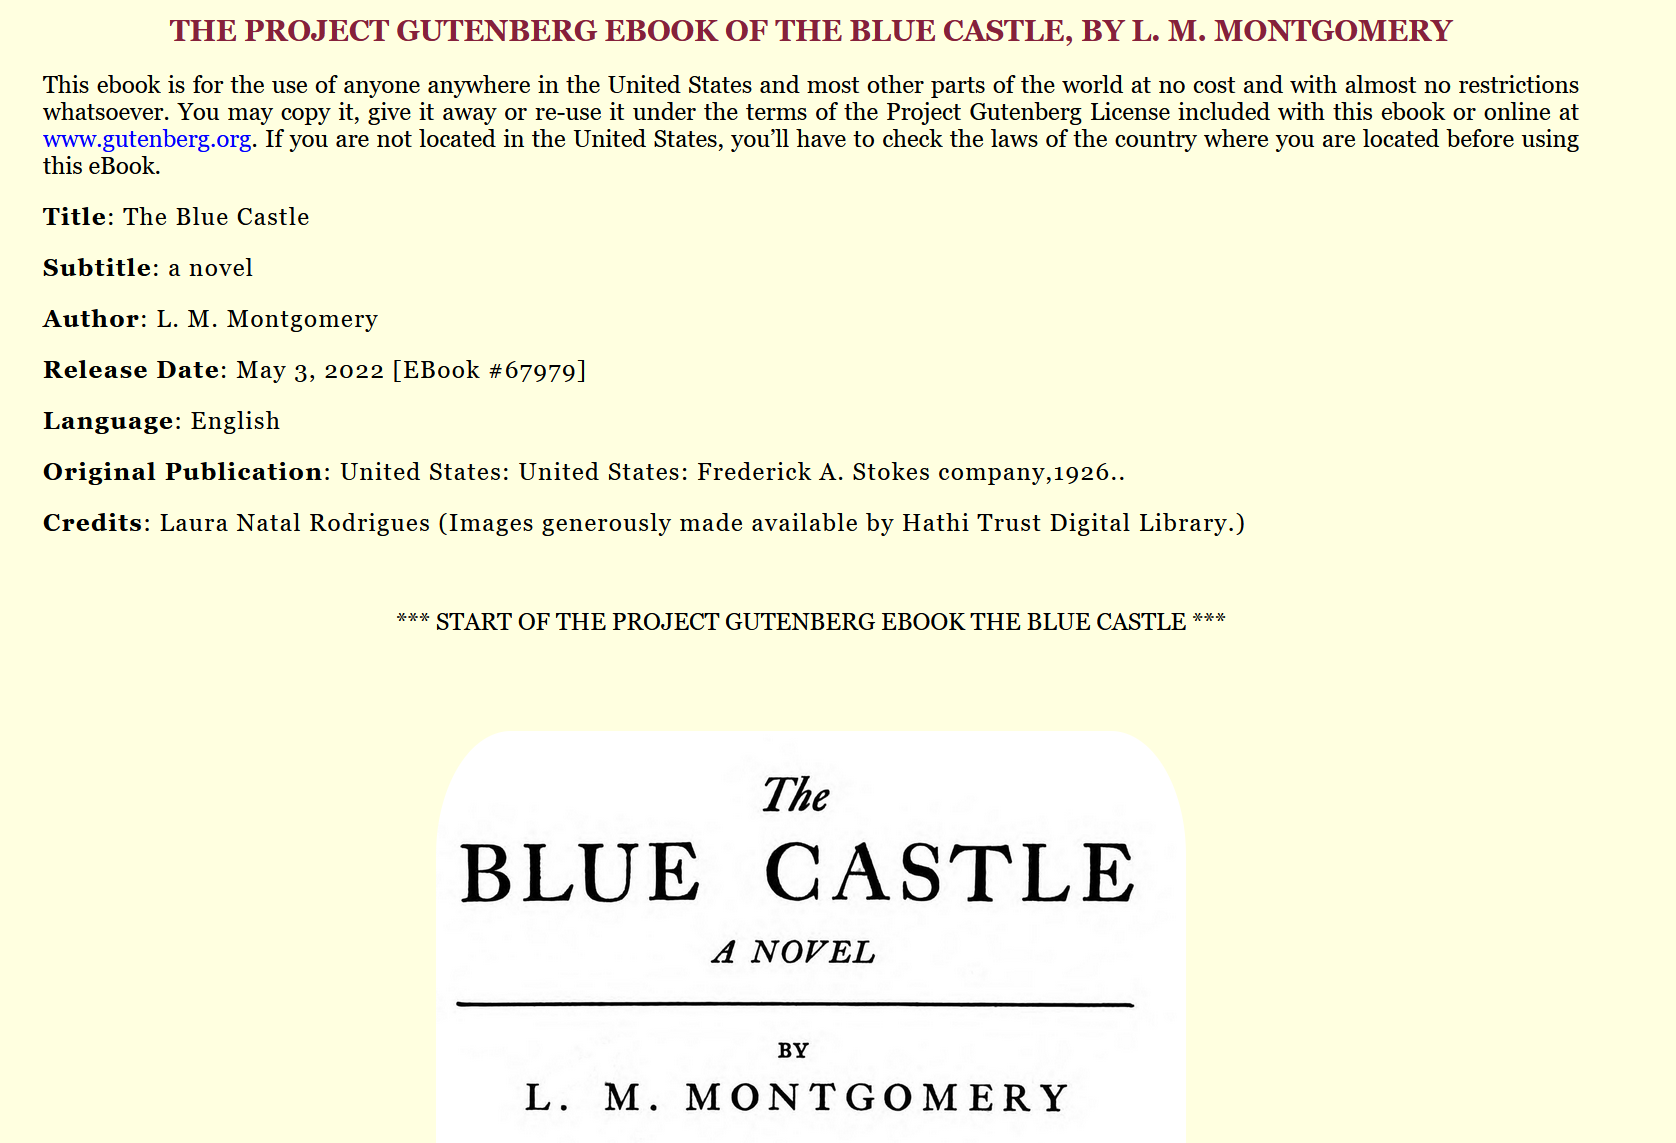 THE PROJECT GUTENBERG EBOOK OF THE BLUE CASTLE, BY L. M. MONTGOMERY
This ebook is for the use of anyone anywhere in the United States and most other parts of the world at no cost and with almost no restrictions
whatsoever. You may copy it, give it away or re-use it under the terms of the Project Gutenberg License included with this ebook or online at
www.gutenberg.org. If you are not located in the United States, you’ll have to check the laws of the country where you are located before using
this eBook.
Title: The Blue Castle
Subtitle: a novel
Author: L. M. Montgomery
Release Date: May 3, 2022 [EBook #67979]
Language: English
Original Publication: United States: United States: Frederick A. Stokes company,1926..
Credits: Laura Natal Rodrigues (Images generously made available by Hathi Trust Digital Library.)
*** START OF THE PROJECT GUTENBERG EBOOK THE BLUE CASTLE ***
The
BLUE CASTLE
A NOVEL
BY
L. M. MONTGOMERY